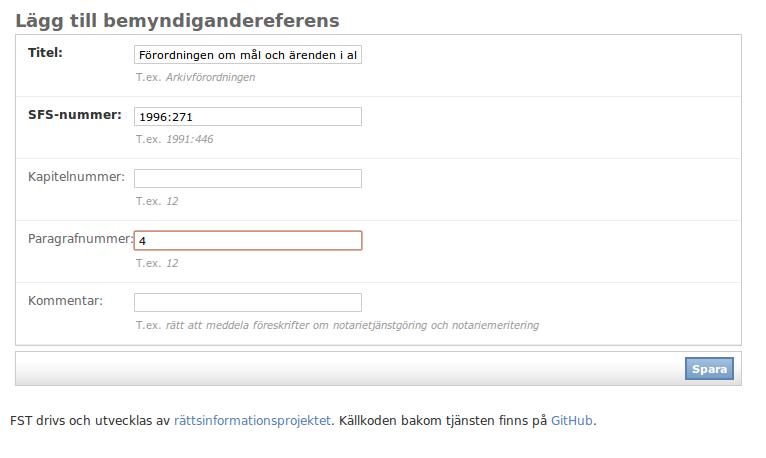 Lägg till bemyndigandereferens
Titel: Förordningen om mål och ärenden i al
T.ex. Arkivförordningen
SFS-nummer: 1996:271
T.ex. 1991:446
Kapitelnummer:
T.ex. 12
Paragrafnummer: 4
T.ex. 12
Kommentar:
T.ex. rätt att meddela föreskrifter om notarietjänstgöring och notariemeritering
Spara
FST drivs och utvecklas av rättsinformationsprojektet. Källkoden bakom tjänsten finns på GitHub.